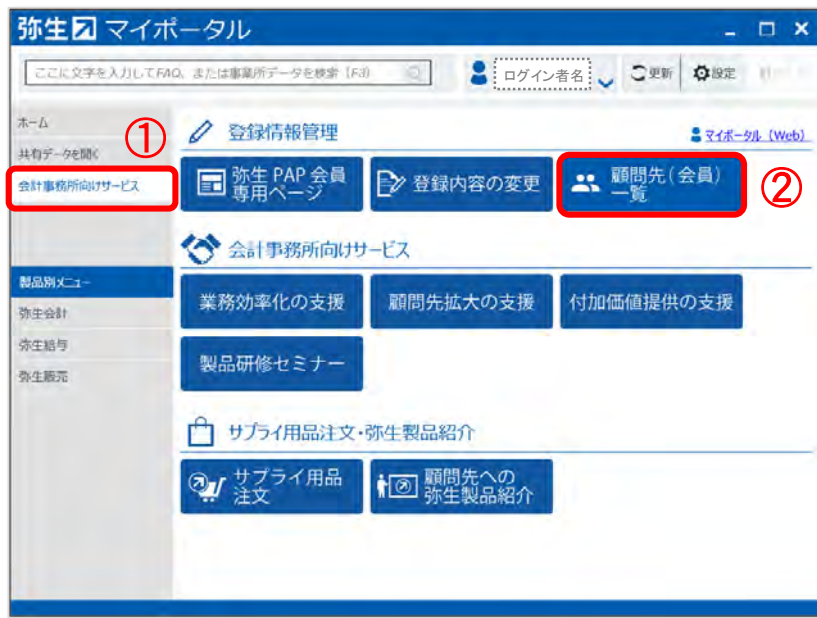 弥生 マイポータル
ここに文字を入力してFAQ、または事業所データを検索（F3）
ログイン者名
更新
設定
ホーム
共有データを開く
会計事務所向けサービス
①
製品別メニュー
弥生会計
弥生給与
弥生販売
登録情報管理
マイポータル（Web）
弥生 PAP 会員
専用ページ
登録内容の変更
顧問先（会員）
一覧
②
会計事務所向けサービス
業務効率化の支援
顧問先拡大の支援
付加価値提供の支援
製品研修セミナー
サプライ用品注文・弥生製品紹介
サプライ用品
注文
顧問先への
弥生製品紹介